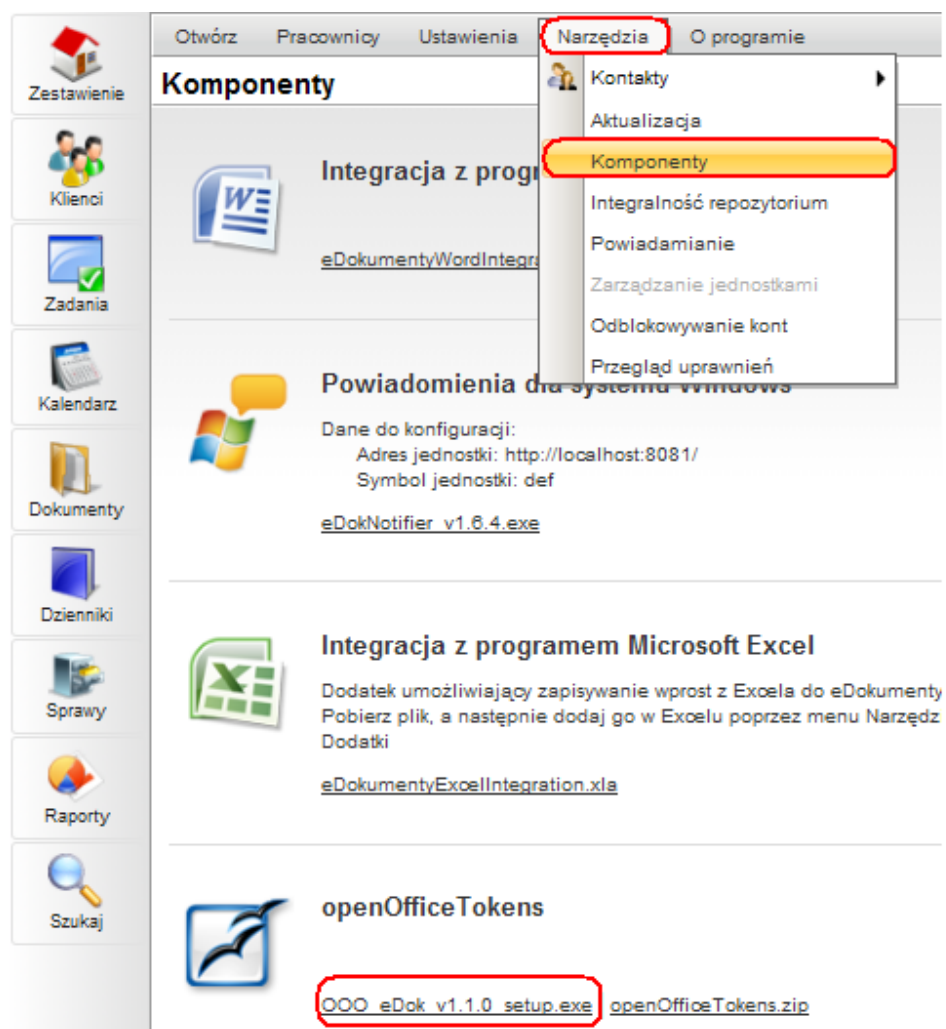 Otwórz Pracownicy Ustawienia Narzędzia O programie
Zestawienie
Klienci
Zadania
Kalendarz
Dokumenty
Dzienniki
Sprawy
Raporty
Szukaj
Komponenty
Kontakty
Aktualizacja
Komponenty
Integralność repozytorium
Powiadamianie
Zarządzanie jednostkami
Odblokowywanie kont
Przegląd uprawnień
Integracja z
Powiadomienia dla systemu Windows
Dane do konfiguracji:
Adres jednostki: http://localhost:8081/
Symbol jednostki: def
eDokNotifier_v1.6.4.exe
Integracja z programem Microsoft Excel
Dodatek umożliwiający zapisywanie wprost z Excela do eDokumenty
Pobierz plik, a następnie dodaj go w Excelu poprzez menu Narzędz
Dodatki
eDokumentyExcelIntegration.xla
openOfficeTokens
OOO_eDok_v1.1.0_setup.exe openOfficeTokens.zip